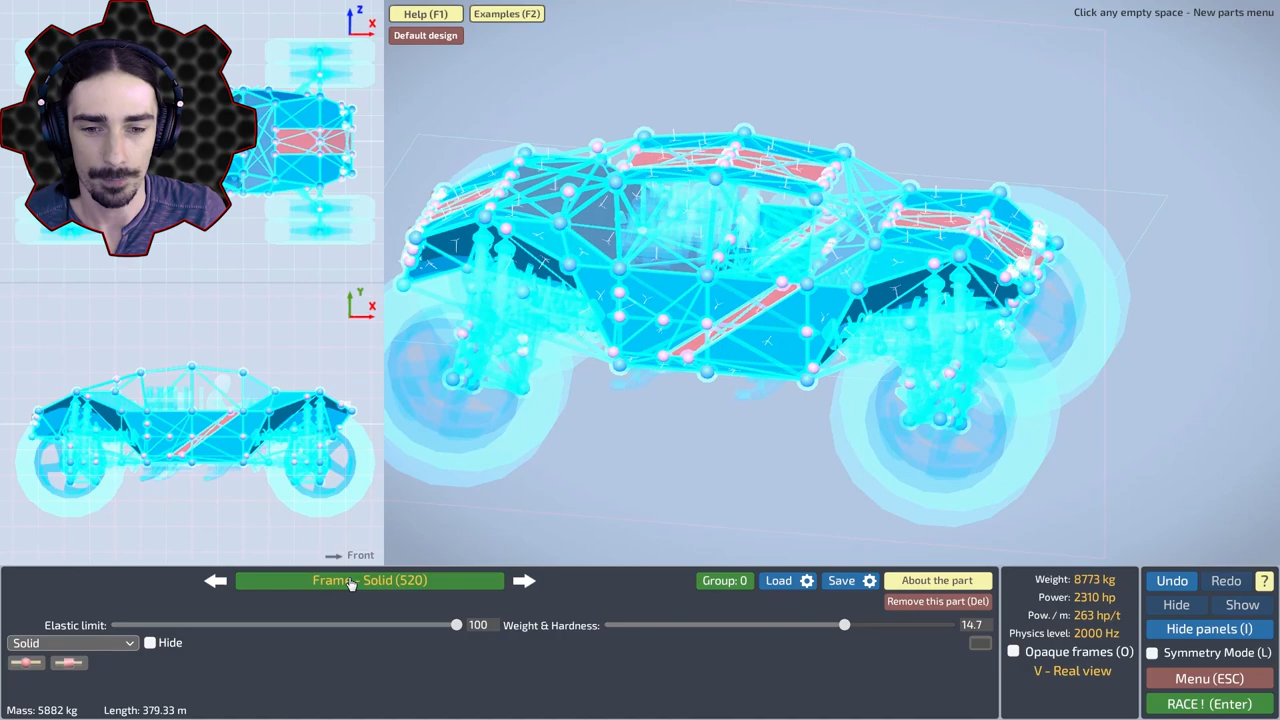 Help (F1)
Examples (F2)
Click any empty space - New parts menu
Default design
Z
X
Y
X
Front
Frame - Solid (520)
Group: 0
Load
Save
About the part
Remove this part (Del)
Elastic limit:
100
Weight & Hardness:
14.7
Solid
Hide
Mass: 5882 kg
Length: 379.33 m
Weight: 8773 kg
Power: 2310 hp
Pow. / m: 263 hp/t
Physics level: 2000 Hz
Opaque frames (O)
V - Real view
Undo
Redo
?
Hide
Show
Hide panels (I)
Symmetry Mode (L)
Menu (ESC)
RACE! (Enter)